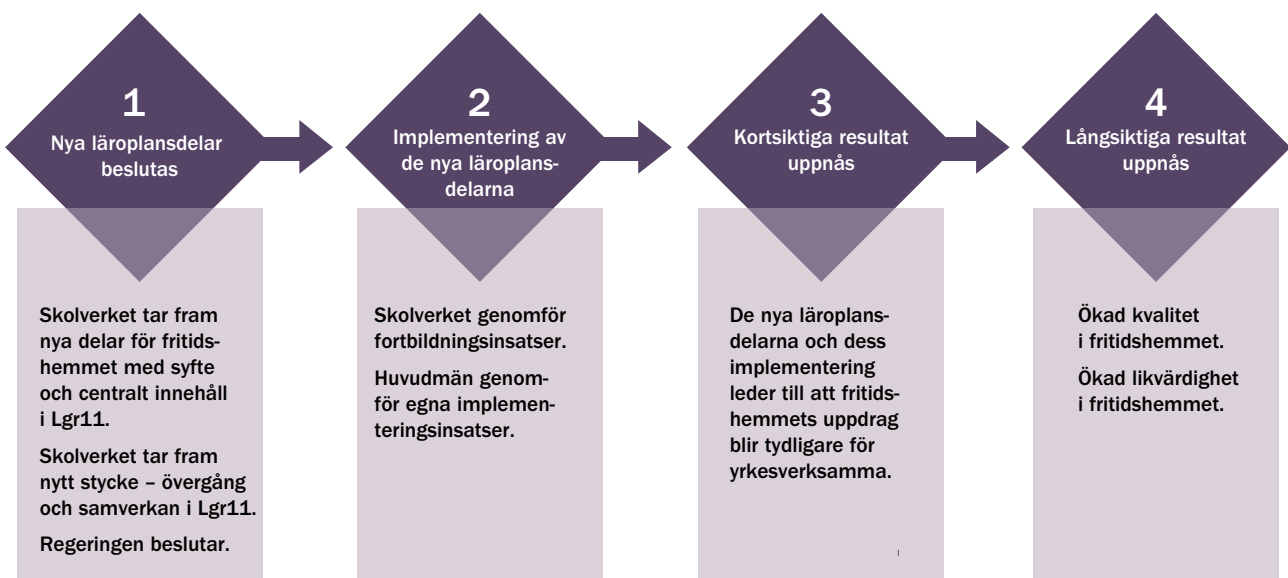 1
Nya läroplansdelar
beslutas
Skolverket tar fram
nya delar för fritids-
hemmet med syfte
och centralt innehåll
i Lgr11.
Skolverket tar fram
nytt stycke – övergång
och samverkan i Lgr11.
Regeringen beslutar.
2
Implementering av
de nya läroplans-
delarna
Skolverket genomför
fortbildningsinsatser.
Huvudmän genom-
för egna implemen-
teringsinsatser.
3
Kortsiktiga resultat
uppnås
De nya läroplans-
delarna och dess
implementering
leder till att fritids-
hemmets uppdrag
blir tydligare för
yrkesverksamma.
4
Långsiktiga resultat
uppnås
Ökad kvalitet
i fritidshemmet.
Ökad likvärdighet
i fritidshemmet.